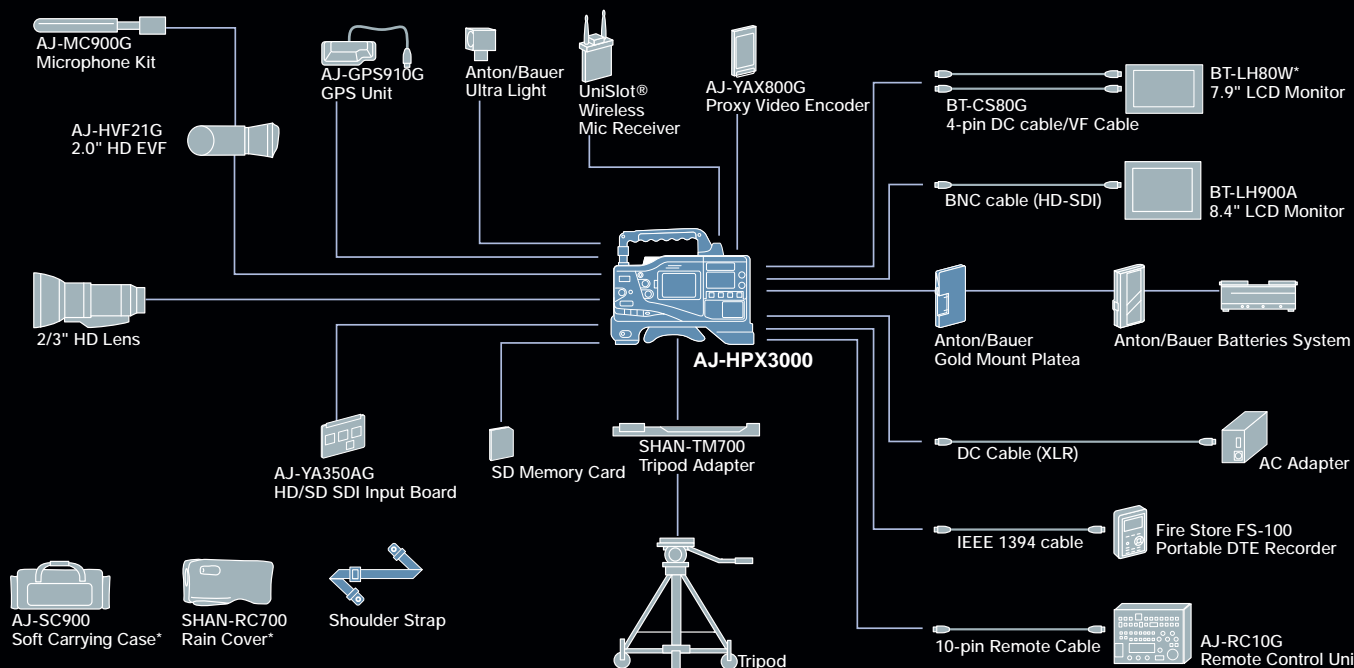 AJ-MC900G
Microphone Kit
AJ-GPS910G
GPS Unit
Anton/Bauer
Ultra Light
UniSlot®
Wireless
Mic Receiver
AJ-YAX800G
Proxy Video Encoder
BT-CS80G
4-pin DC cable/VF Cable
BT-LH80W*
7.9" LCD Monitor
AJ-HVF21G
2.0" HD EVF
BNC cable (HD-SDI)
BT-LH900A
8.4" LCD Monitor
2/3" HD Lens
AJ-HPX3000
Anton/Bauer
Gold Mount Platea
Anton/Bauer Batteries System
AJ-YA350AG
HD/SD SDI Input Board
SD Memory Card
SHAN-TM700
Tripod Adapter
DC Cable (XLR)
AC Adapter
IEEE 1394 cable
Fire Store FS-100
Portable DTE Recorder
AJ-SC900
Soft Carrying Case*
SHAN-RC700
Rain Cover*
Shoulder Strap
Tripod
10-pin Remote Cable
AJ-RC10G
Remote Control Uni